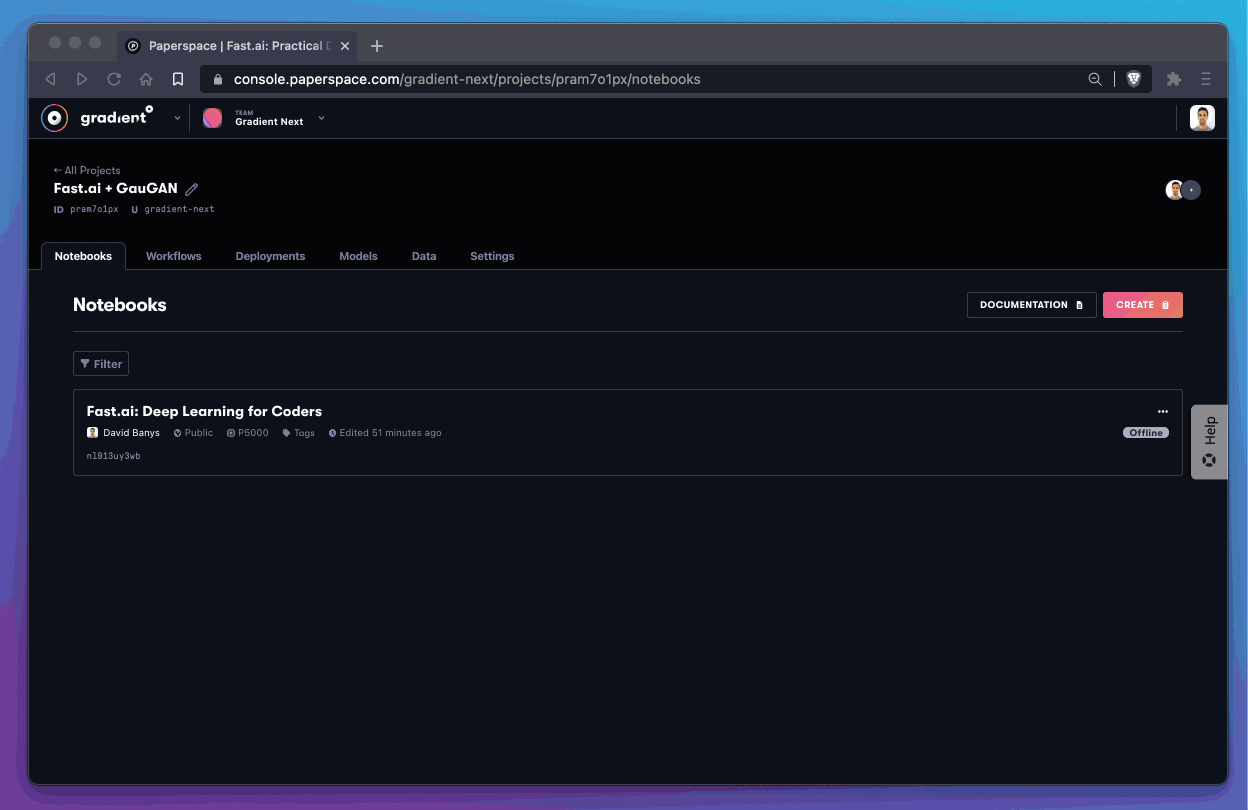 Paperspace | Fast.ai: Practical
console.paperspace.com/gradient-next/projects/pram7o1px/notebooks
gradient
TEAM
Gradient Next
← All Projects
Fast.ai + GauGAN
ID pram7o1px U gradient-next
Notebooks Workflows Deployments Models Data Settings
Notebooks
DOCUMENTATION CREATE
Filter
Fast.ai: Deep Learning for Coders
David Banys Public P5000 Tags Edited 51 minutes ago
Offline
nl913uy3wb
Help